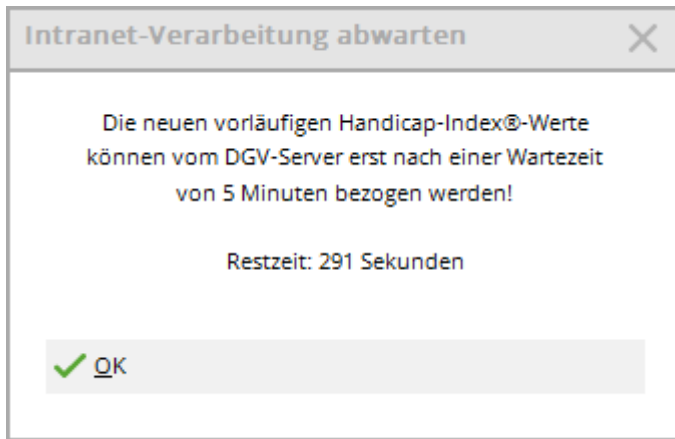 Intranet-Verarbeitung abwarten
Die neuen vorläufigen Handicap-Index®-Werte
können vom DGV-Server erst nach einer Wartezeit
von 5 Minuten bezogen werden!
Restzeit: 291 Sekunden
OK